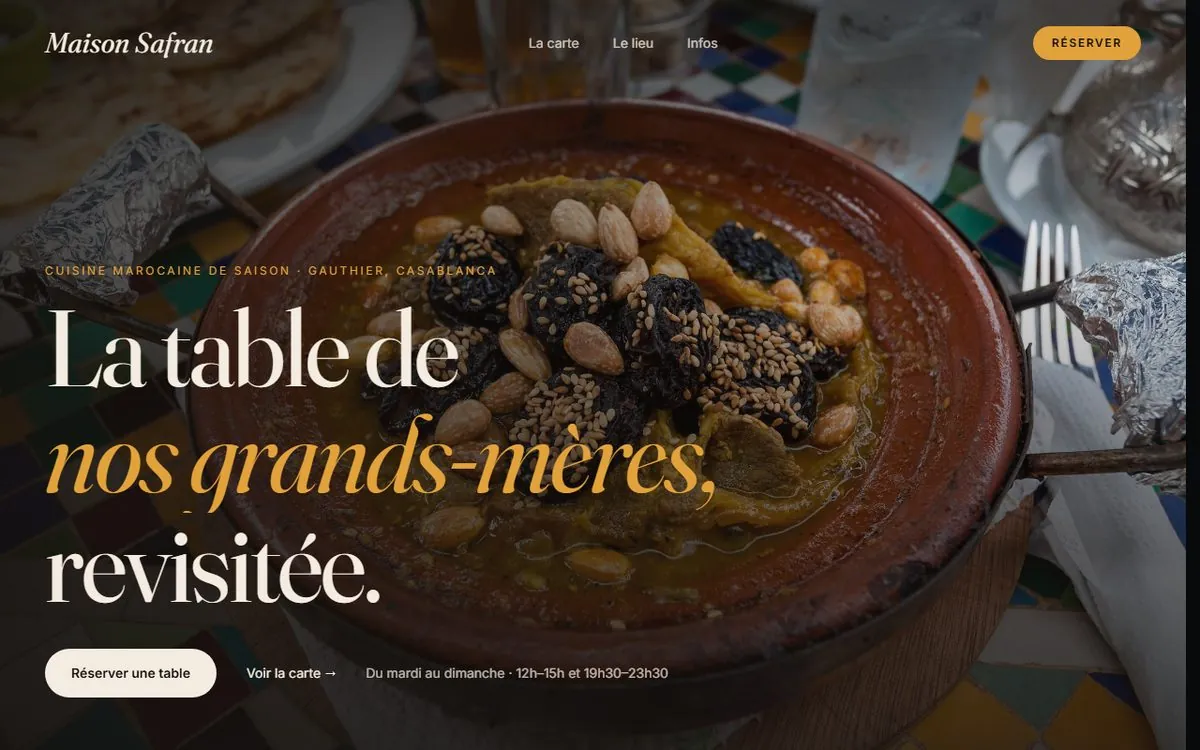 Maison Safran
La carte
Le lieu
Infos
RÉSERVER
CUISINE MAROCAINE DE SAISON · GAUTHIER, CASABLANCA
La table de
nos grands-mères,
revisitée.
Réserver une table
Voir la carte →
Du mardi au dimanche · 12h–15h et 19h30–23h30